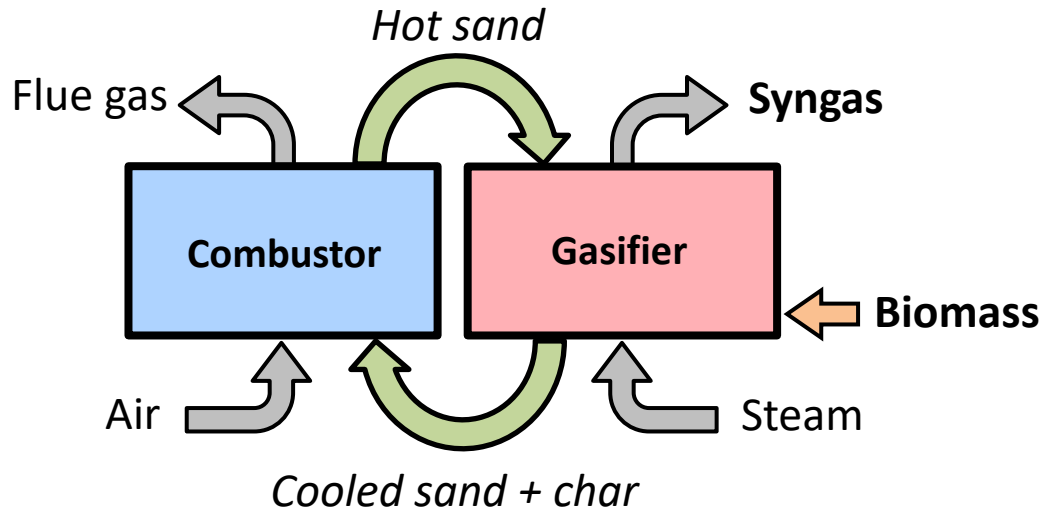 Hot sand
Flue gas
Syngas
Combustor
Gasifier
Biomass
Air
Steam
Cooled sand + char